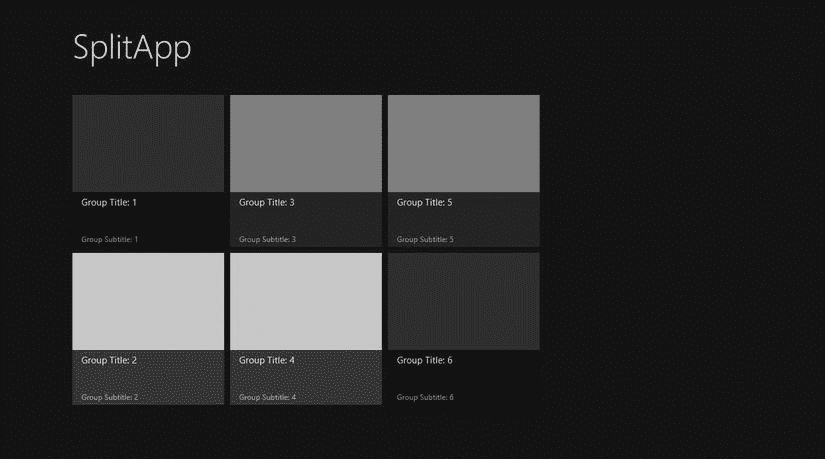 SplitApp
Group Title: 1
Group Subtitle: 1
Group Title: 3
Group Subtitle: 3
Group Title: 5
Group Subtitle: 5
Group Title: 2
Group Subtitle: 2
Group Title: 4
Group Subtitle: 4
Group Title: 6
Group Subtitle: 6